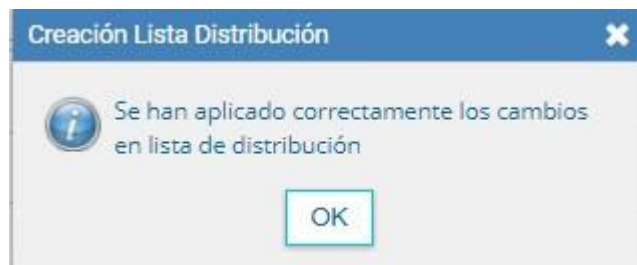 Creación Lista Distribución
Se han aplicado correctamente los cambios
en lista de distribución
OK